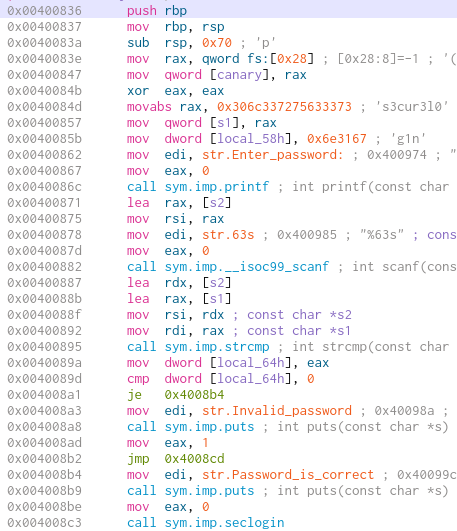 0x00400836 push rbp
0x00400837 mov rbp, rsp
0x0040083a sub rsp, 0x70 ; 'p'
0x0040083e mov rax, qword fs:[0x28] ; [0x28:8]=-1 ; '(
0x00400847 mov qword [canary], rax
0x0040084b xor eax, eax
0x0040084d movabs rax, 0x306c337275633373 ; 's3cur3l0'
0x00400857 mov qword [s1], rax
0x0040085b mov dword [local_58h], 0x6e3167 ; 'g1n'
0x00400862 mov edi, str.Enter_password: ; 0x400974 ; "
0x00400867 mov eax, 0
0x0040086c call sym.imp.printf ; int printf(const char
0x00400871 lea rax, [s2]
0x00400875 mov rsi, rax
0x00400878 mov edi, str.63s ; 0x400985 ; "%63s" ; cons
0x0040087d mov eax, 0
0x00400882 call sym.imp.__isoc99_scanf ; int scanf(cons
0x00400887 lea rdx, [s2]
0x0040088b lea rax, [s1]
0x0040088f mov rsi, rdx ; const char *s2
0x00400892 mov rdi, rax ; const char *s1
0x00400895 call sym.imp.strcmp ; int strcmp(const char
0x0040089a mov dword [local_64h], eax
0x0040089d cmp dword [local_64h], 0
0x004008a1 je 0x4008b4
0x004008a3 mov edi, str.Invalid_password ; 0x40098a ;
0x004008a8 call sym.imp.puts ; int puts(const char *s)
0x004008ad mov eax, 1
0x004008b2 jmp 0x4008cd
0x004008b4 mov edi, str.Password_is_correct ; 0x40099c
0x004008b9 call sym.imp.puts ; int puts(const char *s)
0x004008be mov eax, 0
0x004008c3 call sym.imp.seclogin